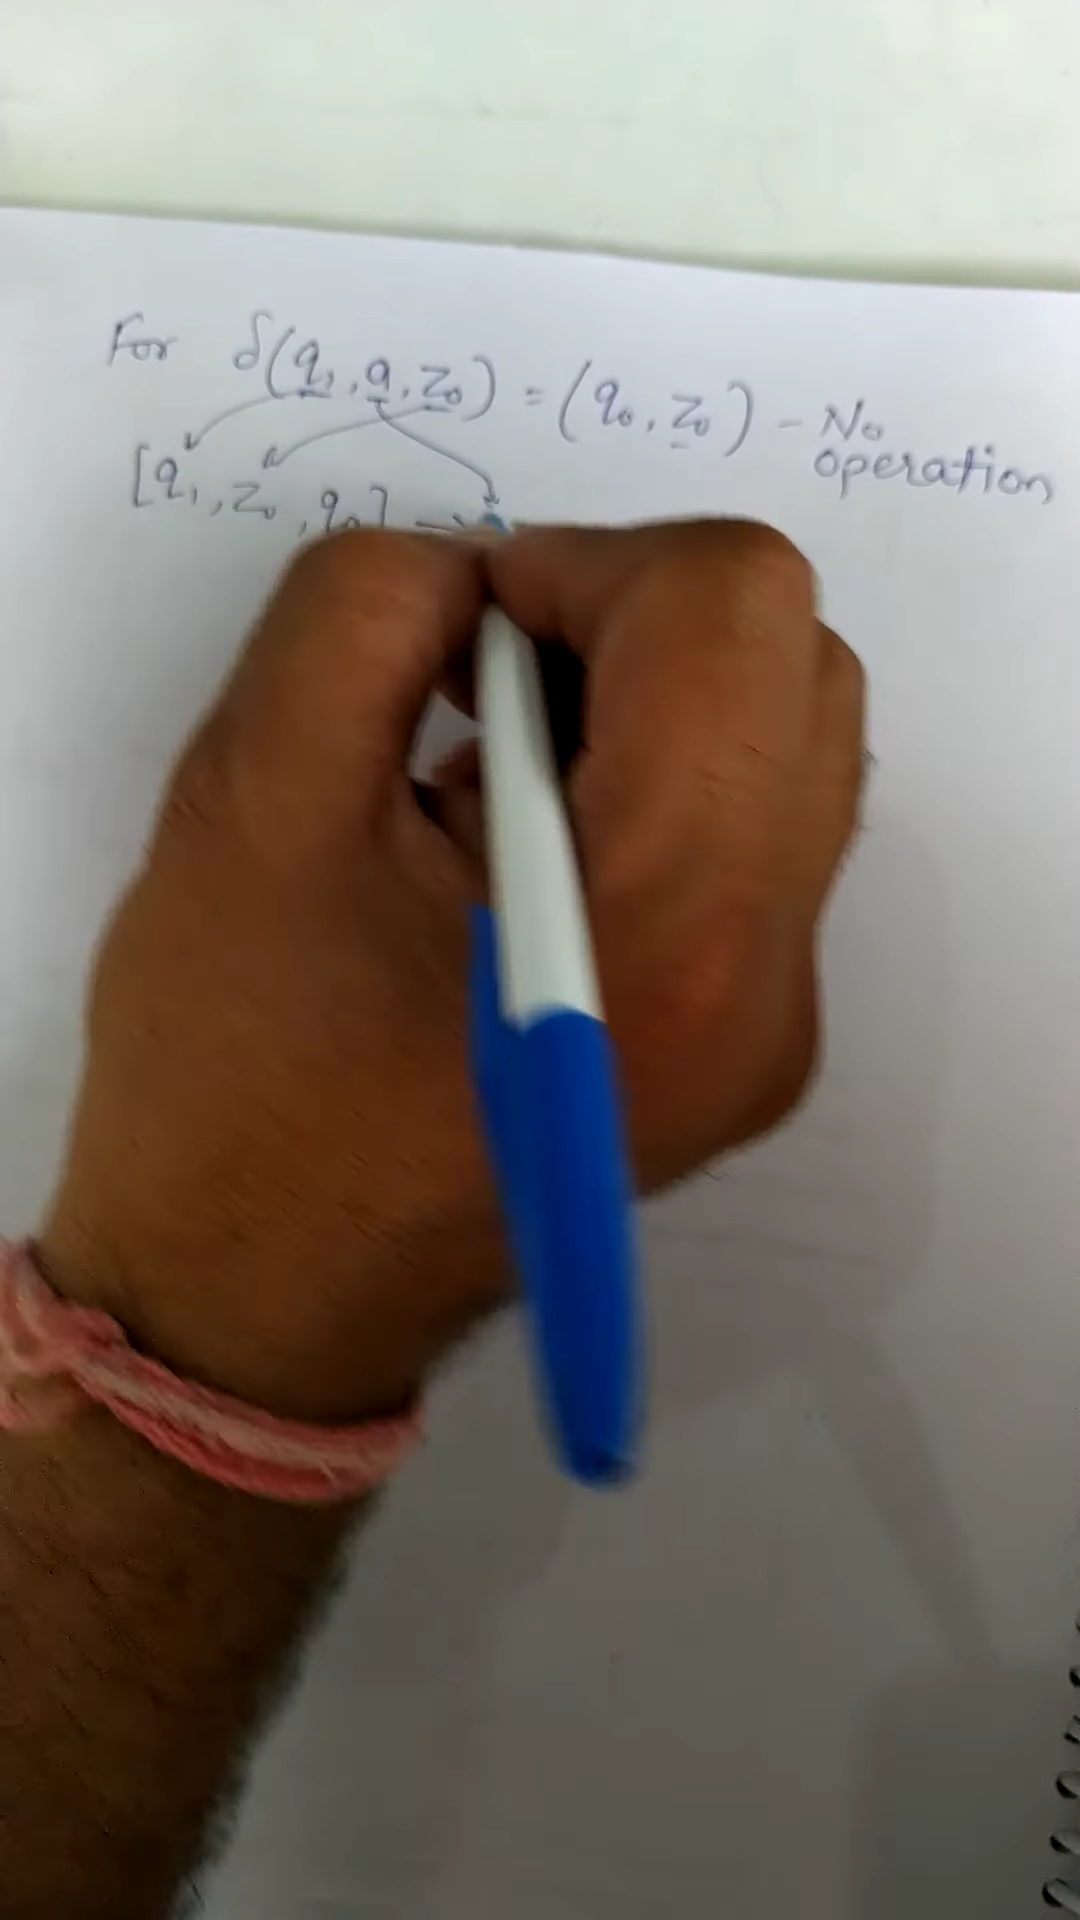 For δ(q₁, a, z₀) = (q₀, z₀) - No
operation
[q₁, z₀, q₀] →